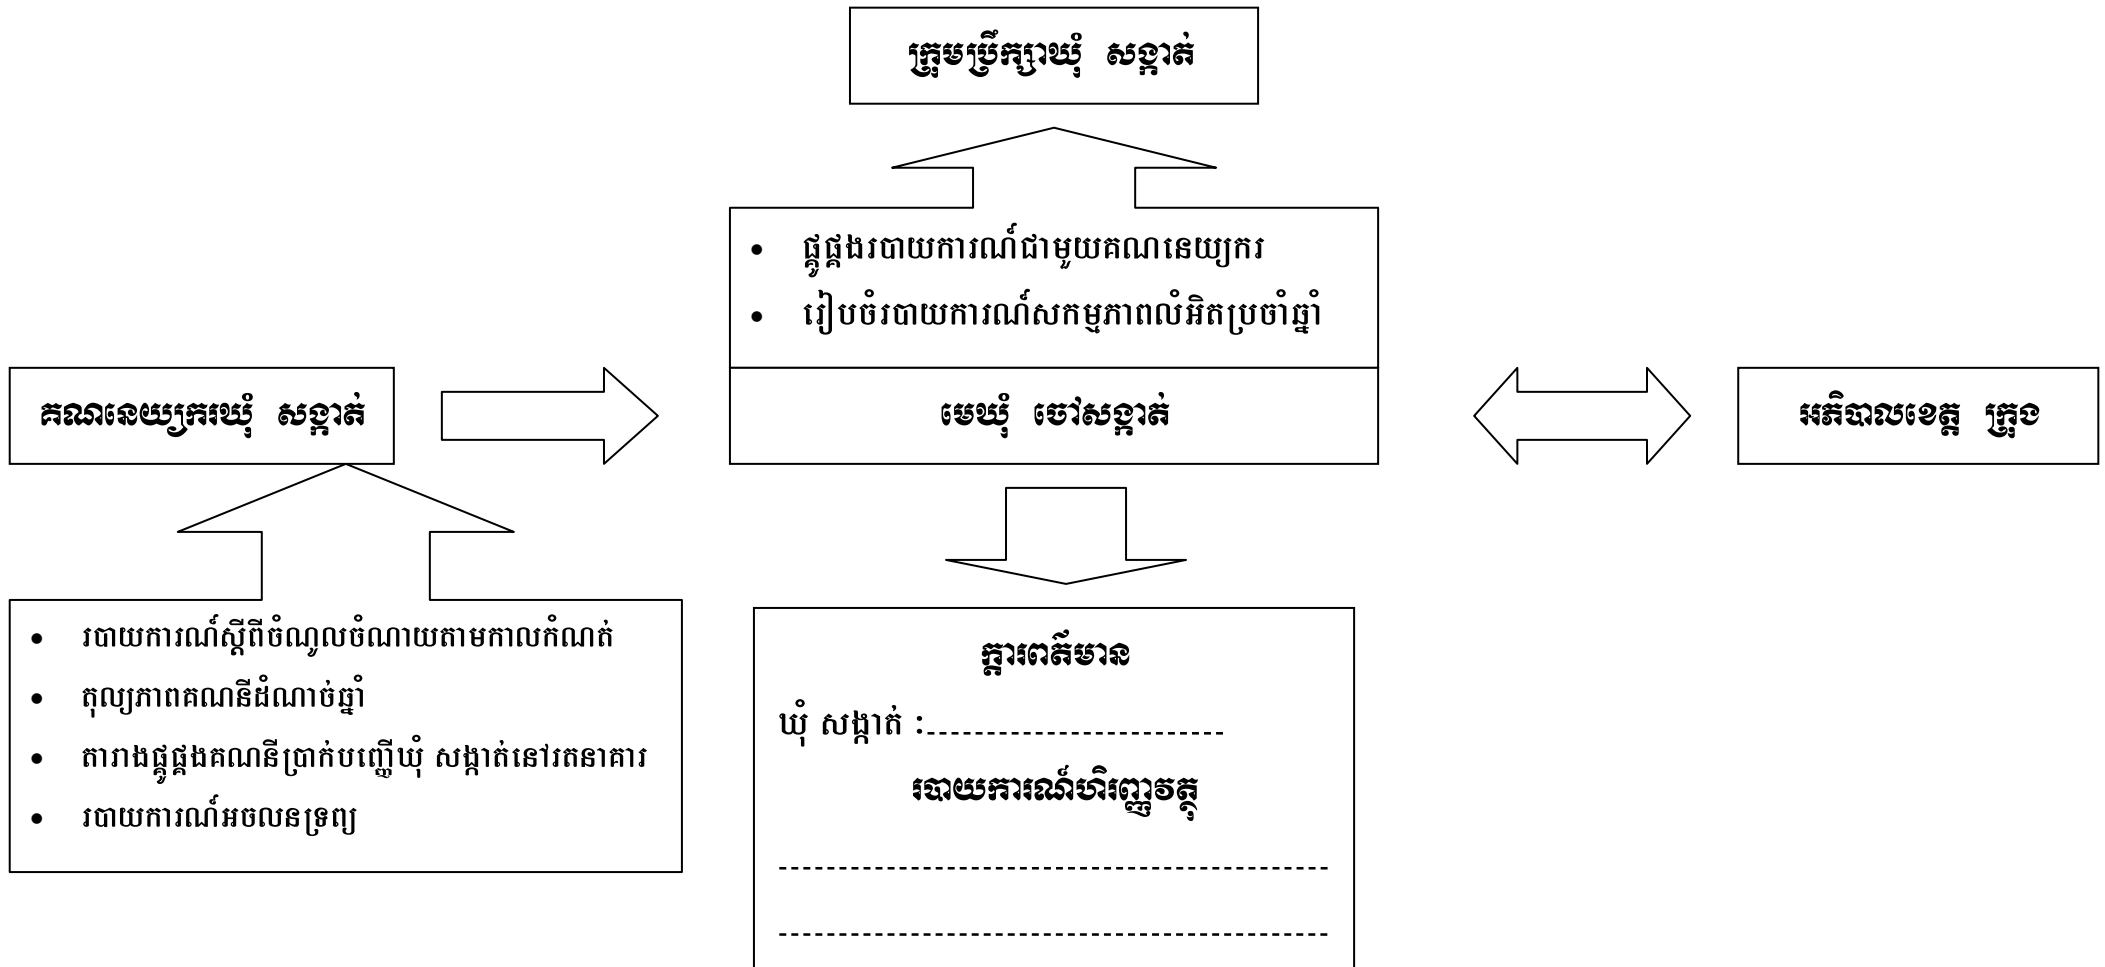 ក្រុមប្រឹក្សាឃុំ សង្កាត់
• ផ្គូផ្គងរបាយការណ៍ជាមួយគណនេយ្យករ
• រៀបចំរបាយការណ៍សកម្មភាពលំអិតប្រចាំឆ្នាំ
គណនេយ្យករឃុំ សង្កាត់
មេឃុំ ចៅសង្កាត់
អភិបាលខេត្ត ក្រុង
• របាយការណ៍ស្តីពីចំណូលចំណាយតាមកាលកំណត់
• តុល្យភាពគណនីដំណាច់ឆ្នាំ
• តារាងផ្គូផ្គងគណនីប្រាក់បញ្ញើឃុំ សង្កាត់នៅរតនាគារ
• របាយការណ៍អចលនទ្រព្យ
ក្តារពត៌មាន
ឃុំ សង្កាត់ :-------------------------
របាយការណ៍ហិរញ្ញវត្ថុ
----------------------------------------------
----------------------------------------------